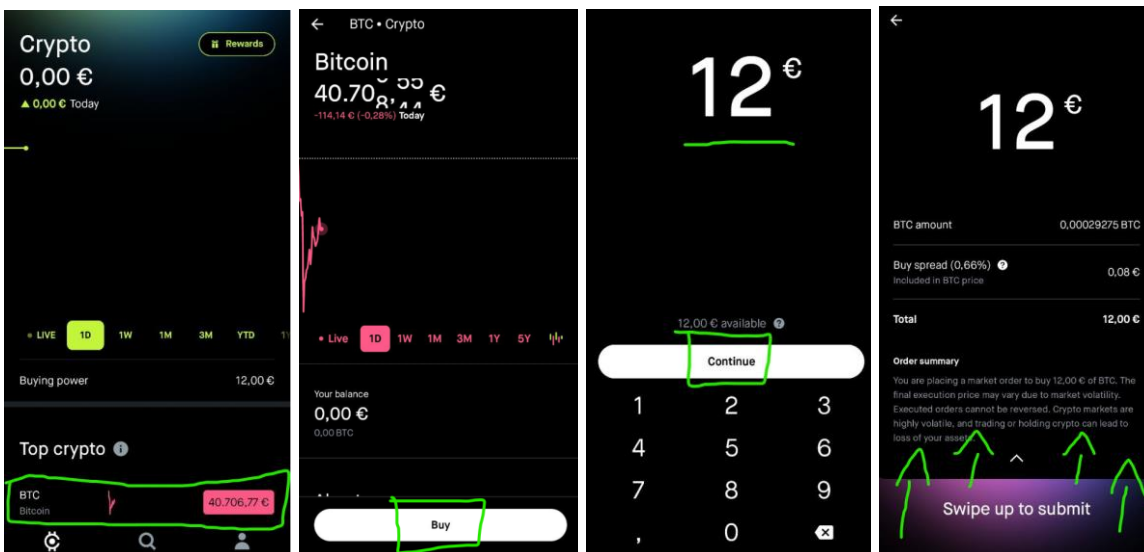 Crypto
Rewards
0,00 €
▲ 0,00 € Today
• LIVE 1D 1W 1M 3M YTD
Buying power 12,00 €
Top crypto
BTC
Bitcoin
40.706,77 €
BTC • Crypto
Bitcoin
40.70 €
-114,14 € (-0,28%) Today
• Live 1D 1W 1M 3M 1Y 5Y
Your balance
0,00 €
0,00 BTC
Buy
12 €
12,00 € available ?
Continue
1 2 3
4 5 6
7 8 9
, 0
12 €
BTC amount 0,00029275 BTC
Buy spread (0,66%) ? 0,08 €
Included in BTC price
Total 12,00 €
Order summary
You are placing a market order to buy 12,00 € of BTC. The
final execution price may vary due to market volatility.
Executed orders cannot be reversed. Crypto markets are
highly volatile, and trading or holding crypto can lead to
loss of your assets.
Swipe up to submit